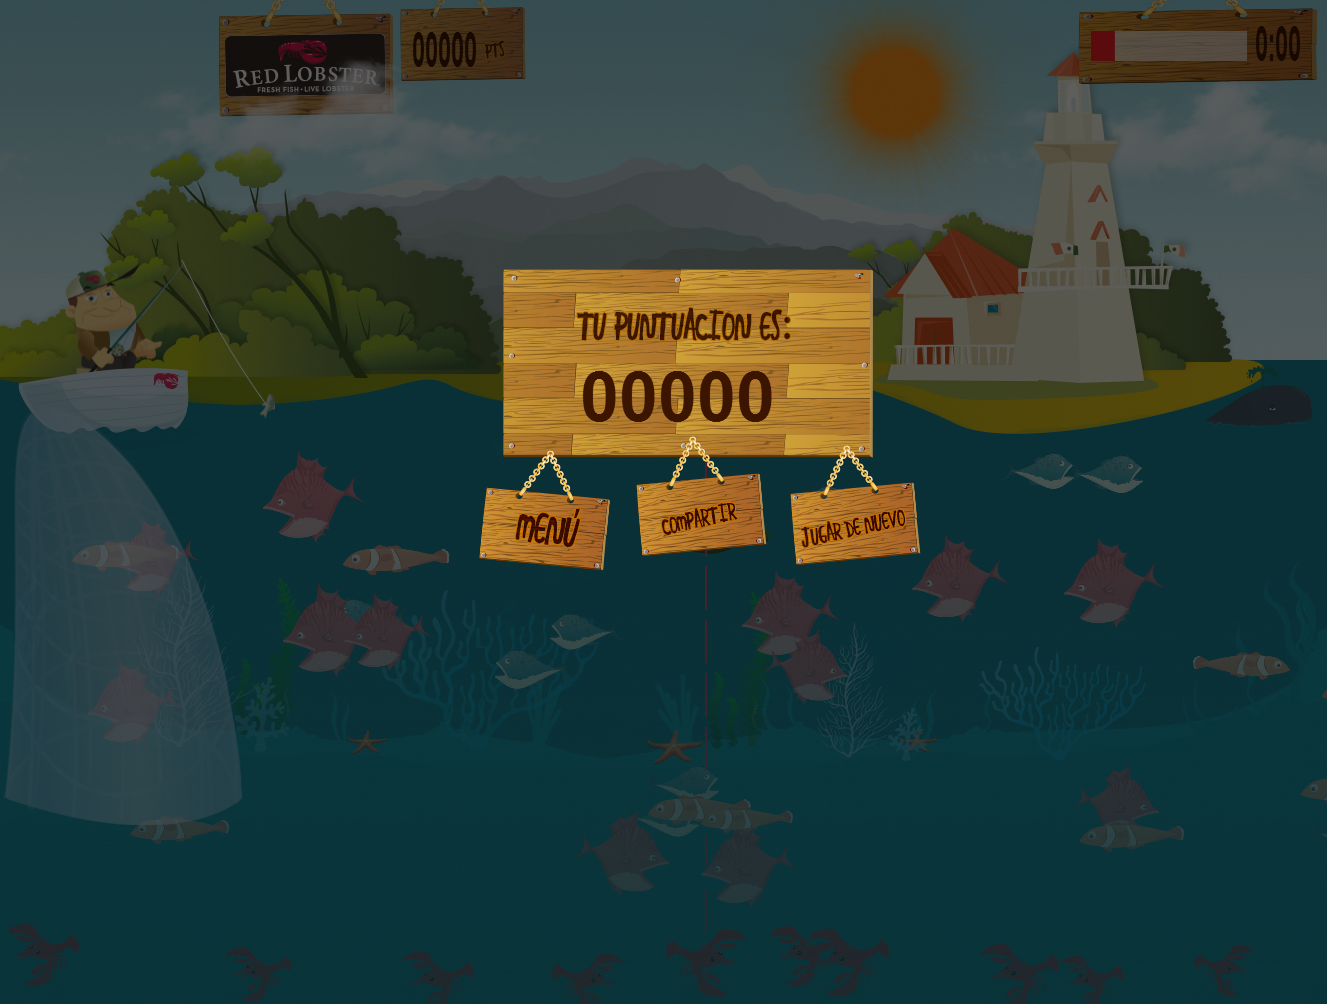 RED LOBSTER
FRESH FISH • LIVE LOBSTER
00000 PTS
0:00
TU PUNTUACION ES:
00000
MENÚ
COMPARTIR
JUGAR DE NUEVO